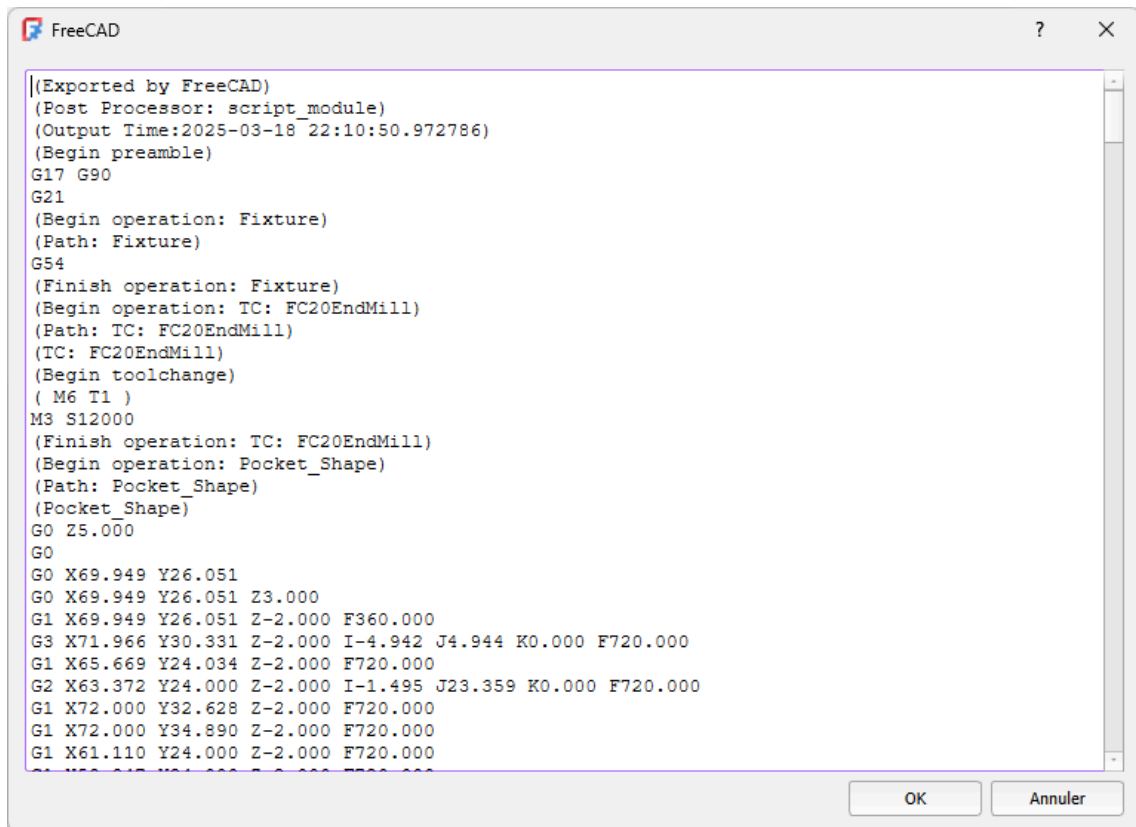 FreeCAD
?
(Exported by FreeCAD)
(Post Processor: script_module)
(Output Time:2025-03-18 22:10:50.972786)
(Begin preamble)
G17 G90
G21
(Begin operation: Fixture)
(Path: Fixture)
G54
(Finish operation: Fixture)
(Begin operation: TC: FC20EndMill)
(Path: TC: FC20EndMill)
(TC: FC20EndMill)
(Begin toolchange)
( M6 T1 )
M3 S12000
(Finish operation: TC: FC20EndMill)
(Begin operation: Pocket_Shape)
(Path: Pocket_Shape)
(Pocket_Shape)
G0 Z5.000
G0
G0 X69.949 Y26.051
G0 X69.949 Y26.051 Z3.000
G1 X69.949 Y26.051 Z-2.000 F360.000
G3 X71.966 Y30.331 Z-2.000 I-4.942 J4.944 K0.000 F720.000
G1 X65.669 Y24.034 Z-2.000 F720.000
G2 X63.372 Y24.000 Z-2.000 I-1.495 J23.359 K0.000 F720.000
G1 X72.000 Y32.628 Z-2.000 F720.000
G1 X72.000 Y34.890 Z-2.000 F720.000
G1 X61.110 Y24.000 Z-2.000 F720.000
OK
Annuler